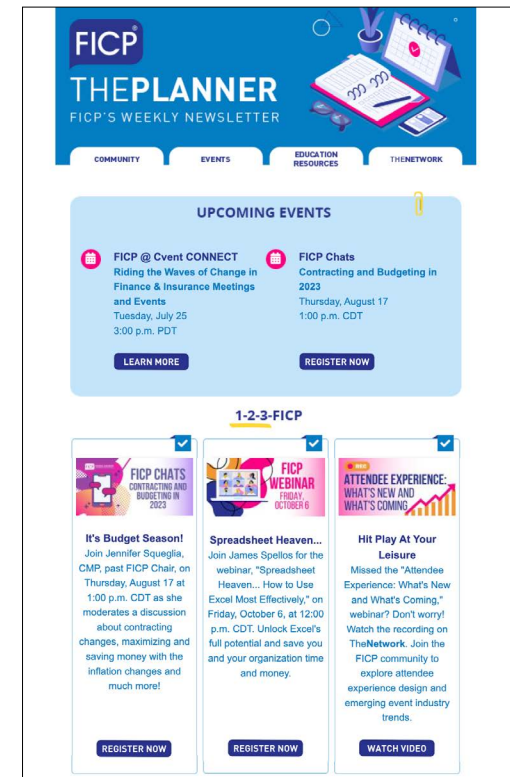 FICP
THEPLANNER
FICP'S WEEKLY NEWSLETTER
COMMUNITY
EVENTS
EDUCATION
RESOURCES
THENETWORK
UPCOMING EVENTS
FICP @ Cvent CONNECT
Riding the Waves of Change in
Finance & Insurance Meetings
and Events
Tuesday, July 25
3:00 p.m. PDT
LEARN MORE
FICP Chats
Contracting and Budgeting in
2023
Thursday, August 17
1:00 p.m. CDT
REGISTER NOW
1-2-3-FICP
FICP CHATS
CONTRACTING AND
BUDGETING IN
2023
It's Budget Season!
Join Jennifer Squeglia,
CMP, past FICP Chair, on
Thursday, August 17 at
1:00 p.m. CDT as she
moderates a discussion
about contracting
changes, maximizing and
saving money with the
inflation changes and
much more!
REGISTER NOW
FICP
WEBINAR
FRIDAY,
OCTOBER 6
Spreadsheet Heaven...
Join James Spellos for the
webinar, "Spreadsheet
Heaven... How to Use
Excel Most Effectively," on
Friday, October 6, at 12:00
p.m. CDT. Unlock Excel's
full potential and save you
and your organization time
and money.
REGISTER NOW
ATTENDEE EXPERIENCE:
WHAT'S NEW AND
WHAT'S COMING
Hit Play At Your
Leisure
Missed the "Attendee
Experience: What's New
and What's Coming,"
webinar? Don't worry!
Watch the recording on
TheNetwork. Join the
FICP community to
explore attendee
experience design and
emerging event industry
trends.
WATCH VIDEO